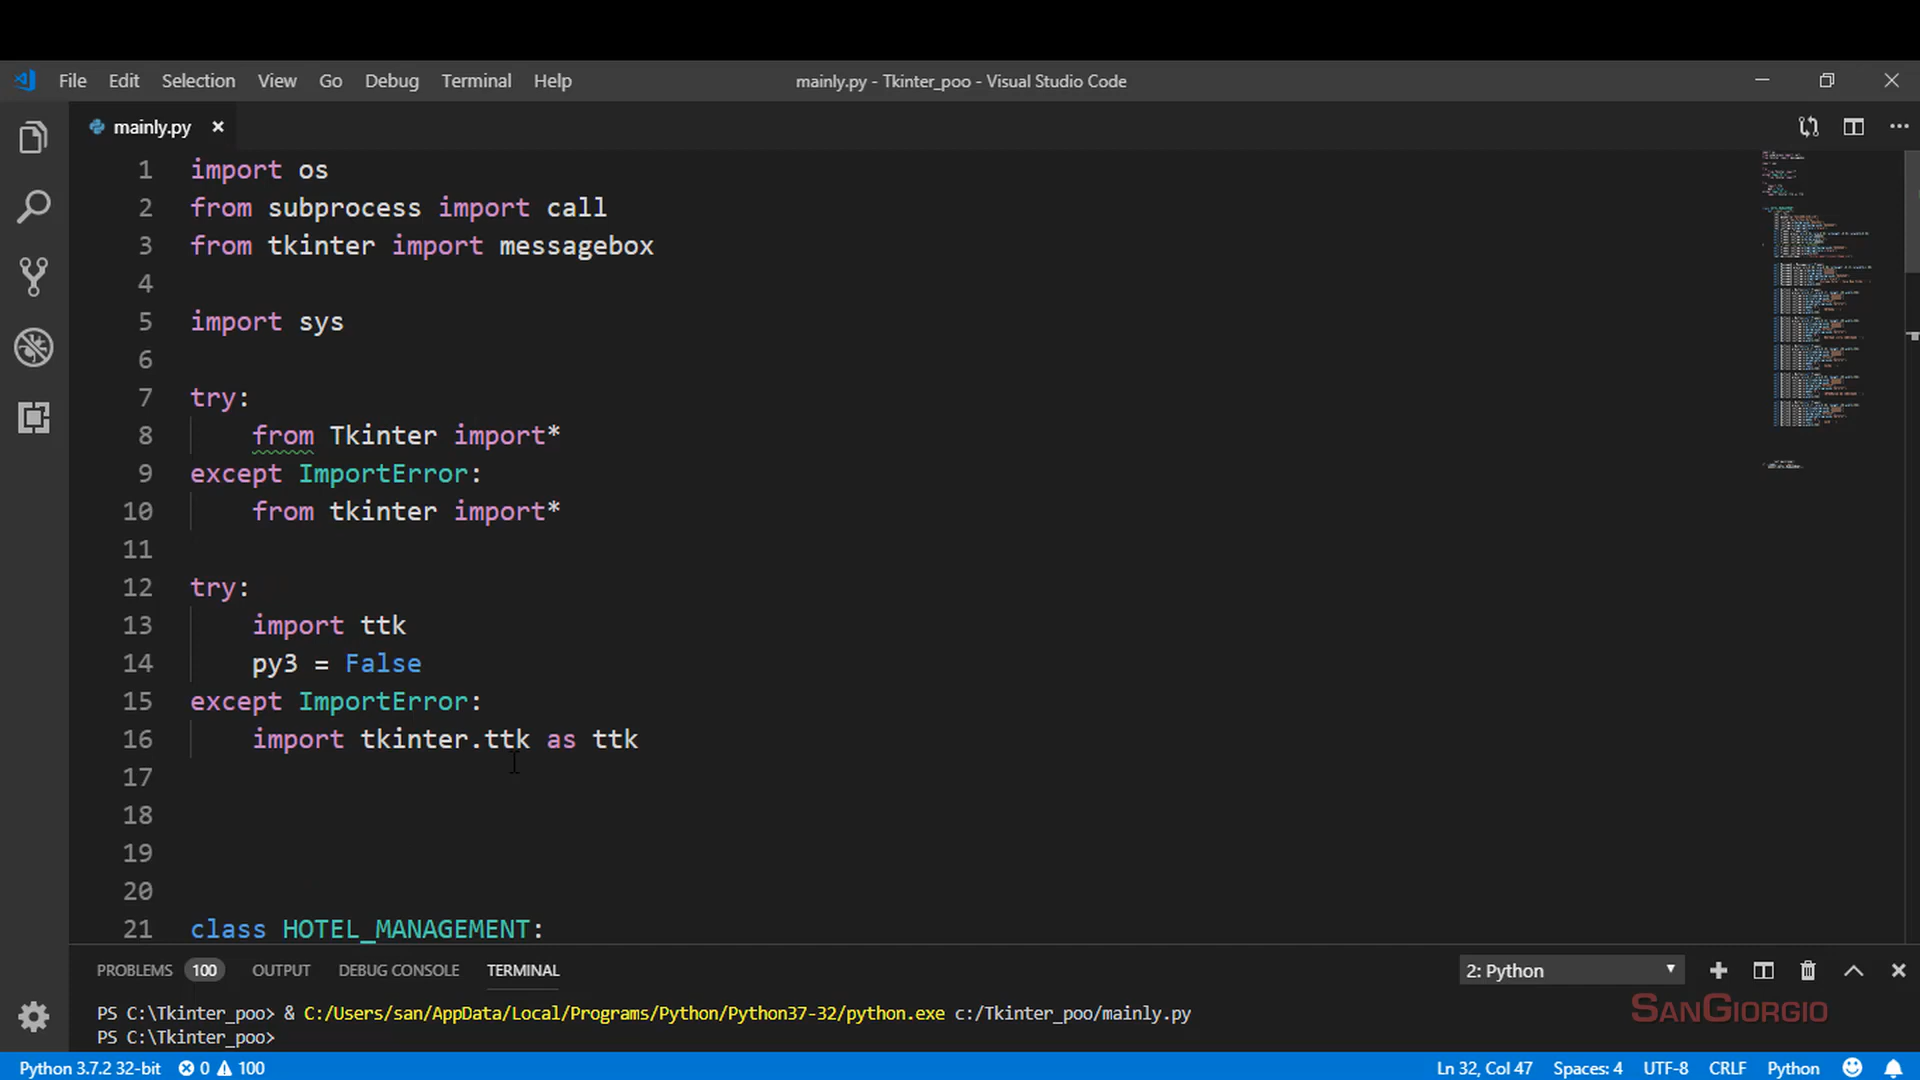 File Edit Selection View Go Debug Terminal Help mainly.py - Tkinter_poo - Visual Studio Code
mainly.py
1 import os
2 from subprocess import call
3 from tkinter import messagebox
4
5 import sys
6
7 try:
8 from Tkinter import*
9 except ImportError:
10 from tkinter import*
11
12 try:
13 import ttk
14 py3 = False
15 except ImportError:
16 import tkinter.ttk as ttk
17
18
19
20
21 class HOTEL_MANAGEMENT:
PROBLEMS 100 OUTPUT DEBUG CONSOLE TERMINAL 2: Python
PS C:\Tkinter_poo> & C:/Users/san/AppData/Local/Programs/Python/Python37-32/python.exe c:/Tkinter_poo/mainly.py
PS C:\Tkinter_poo>
SANGIORGIO
Python 3.7.2 32-bit 0 100 Ln 32, Col 47 Spaces: 4 UTF-8 CRLF Python